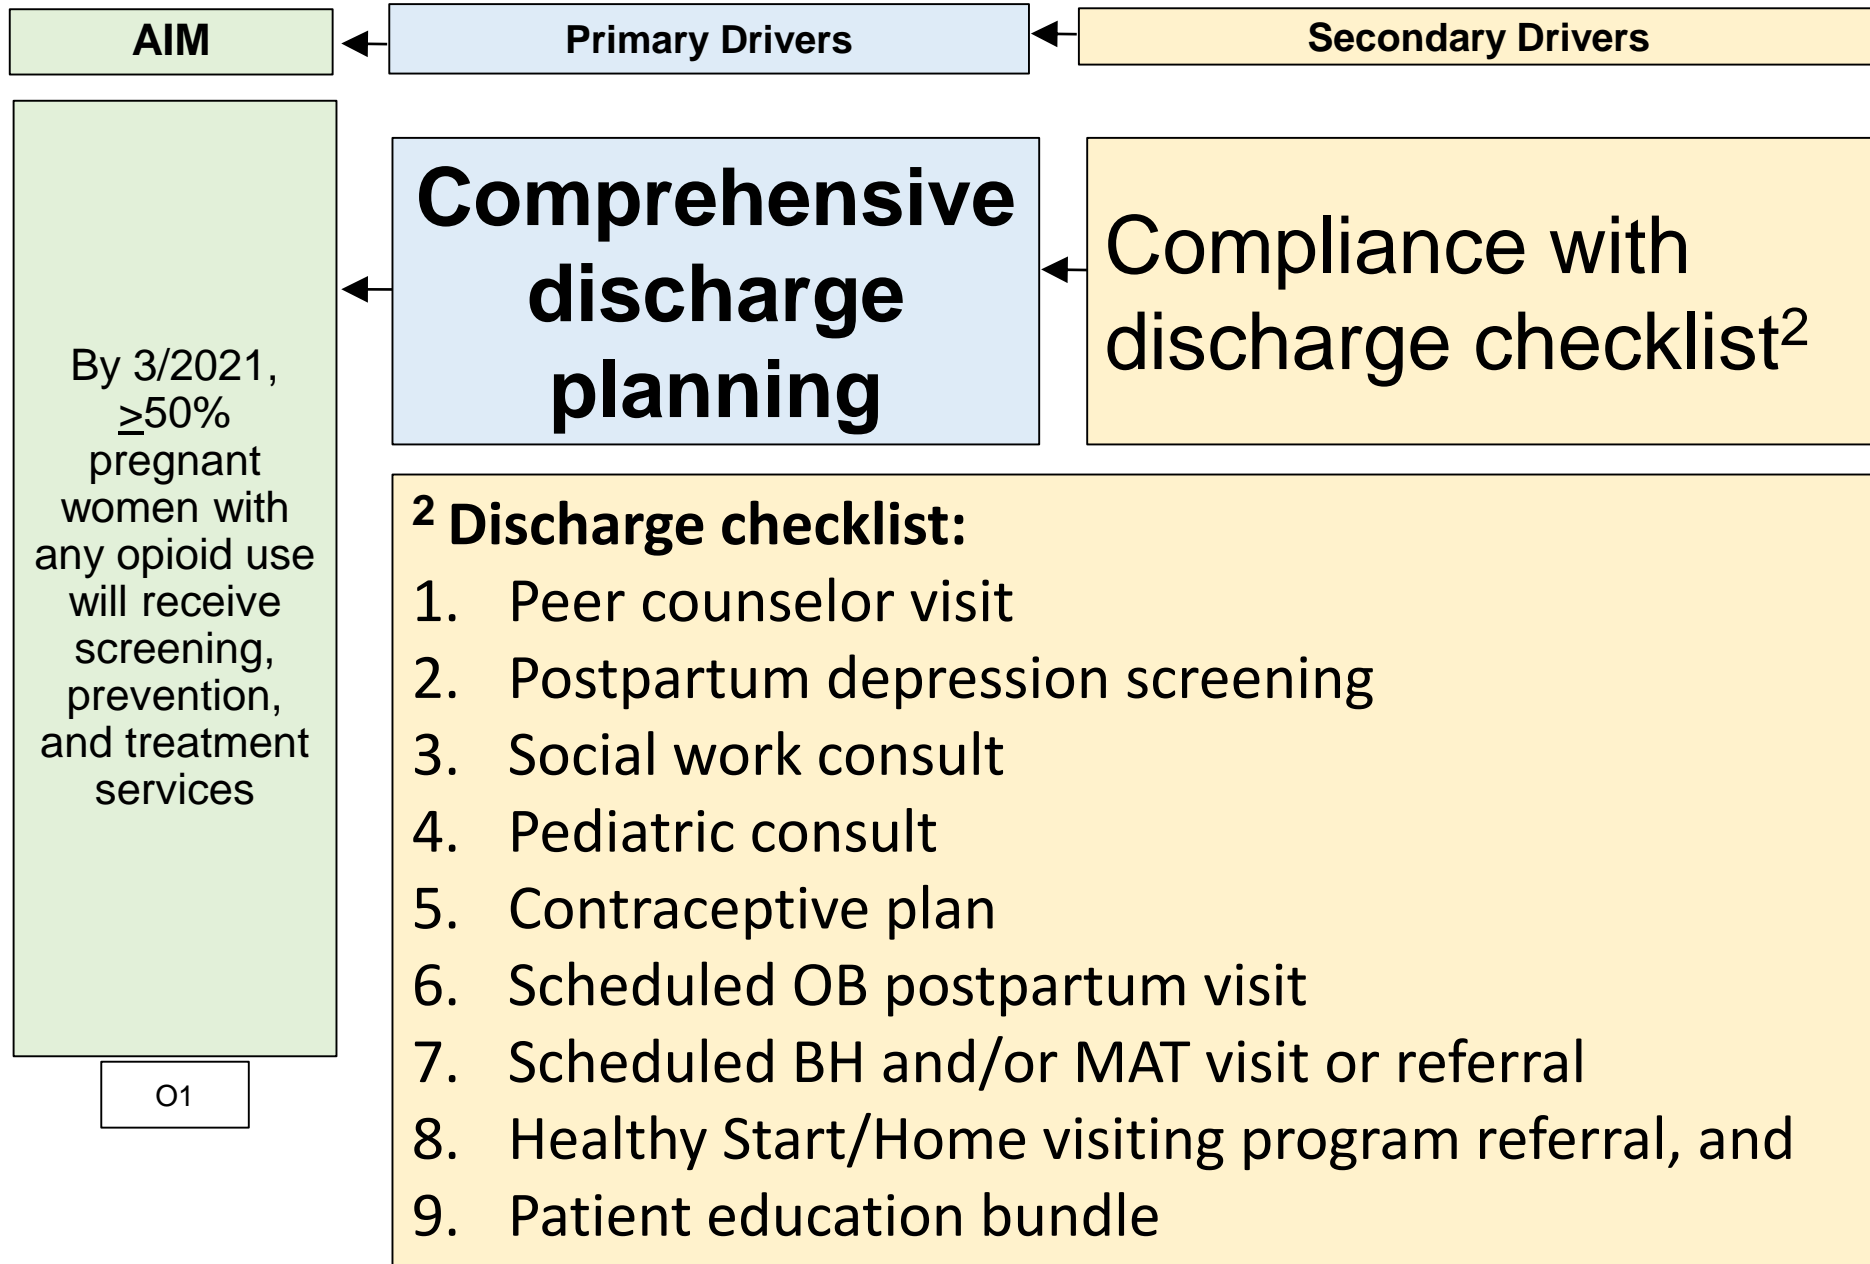 AIM
Primary Drivers
Secondary Drivers
By 3/2021,
≥50%
pregnant
women with
any opioid use
will receive
screening,
prevention,
and treatment
services
O1
Comprehensive
discharge
planning
Compliance with
discharge checklist²
² Discharge checklist:
1. Peer counselor visit
2. Postpartum depression screening
3. Social work consult
4. Pediatric consult
5. Contraceptive plan
6. Scheduled OB postpartum visit
7. Scheduled BH and/or MAT visit or referral
8. Healthy Start/Home visiting program referral, and
9. Patient education bundle